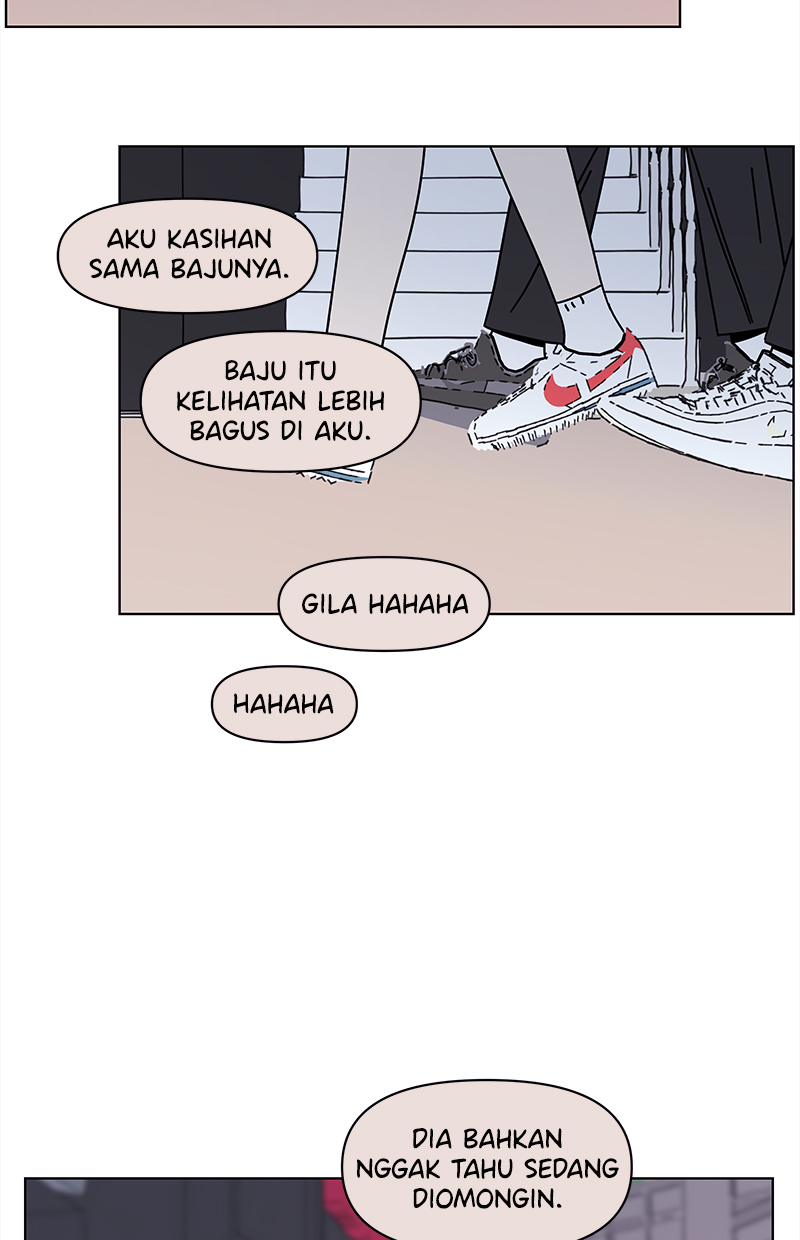 AKU KASIHAN
SAMA BAJUNYA.
BAJU ITU
KELIHATAN LEBIH
BAGUS DI AKU.
GILA HAHAHA
HAHAHA
DIA BAHKAN
NGGAK TAHU SEDANG
DIOMONGIN.